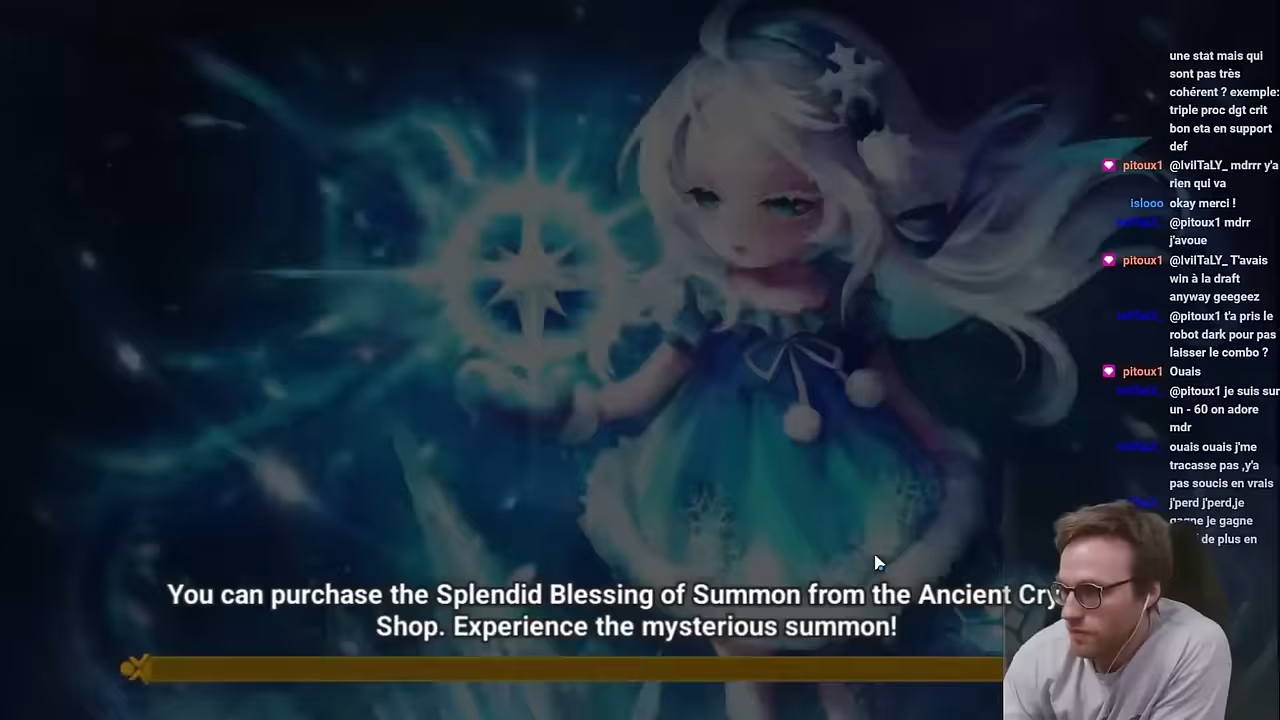 une stat mais qui
sont pas très
cohérent ? exemple:
triple proc dgt crit
bon eta en support
def
pitoux1 @IviITaLY_ mdrrr y'a
rien qui va
islooo okay merci !
@pitoux1 mdrr
j'avoue
pitoux1 @IviITaLY_ T'avais
win à la draft
anyway geegeez
@pitoux1 t'a pris le
robot dark pour pas
laisser le combo ?
pitoux1 Ouais
@pitoux1 je suis sur
un - 60 on adore
mdr
ouais ouais j'me
tracasse pas ,y'a
pas soucis en vrais
j'perd j'perd,je
gagne je gagne
de plus en
You can purchase the Splendid Blessing of Summon from the Ancient Cry
Shop. Experience the mysterious summon!